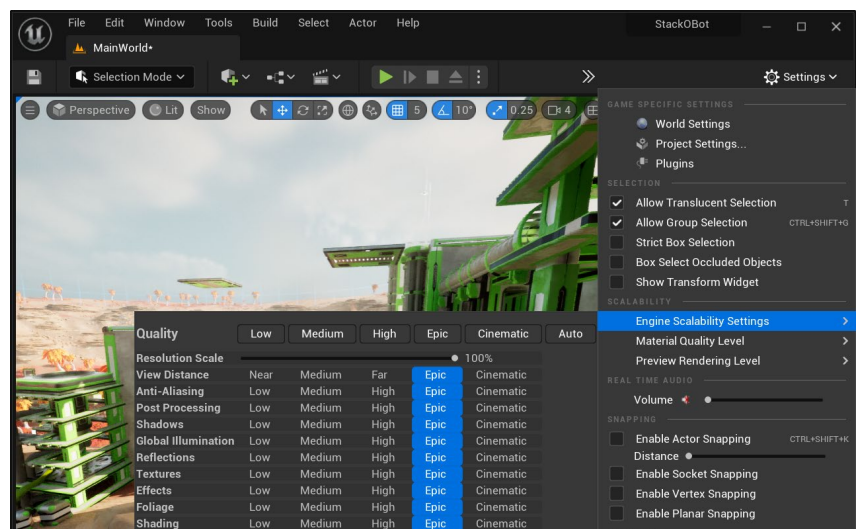 File Edit Window Tools Build Select Actor Help
StackOBot
MainWorld*
Selection Mode
Settings
Perspective Lit Show 5 10° 0.25 4
GAME SPECIFIC SETTINGS
World Settings
Project Settings...
Plugins
SELECTION
Allow Translucent Selection T
Allow Group Selection CTRL+SHIFT+G
Strict Box Selection
Box Select Occluded Objects
Show Transform Widget
SCALABILITY
Engine Scalability Settings
Material Quality Level
Preview Rendering Level
REAL TIME AUDIO
Volume
SNAPPING
Enable Actor Snapping CTRL+SHIFT+K
Distance
Enable Socket Snapping
Enable Vertex Snapping
Enable Planar Snapping
Quality Low Medium High Epic Cinematic Auto
Resolution Scale 100%
View Distance Near Medium Far Epic Cinematic
Anti-Aliasing Low Medium High Epic Cinematic
Post Processing Low Medium High Epic Cinematic
Shadows Low Medium High Epic Cinematic
Global Illumination Low Medium High Epic Cinematic
Reflections Low Medium High Epic Cinematic
Textures Low Medium High Epic Cinematic
Effects Low Medium High Epic Cinematic
Foliage Low Medium High Epic Cinematic
Shading Low Medium High Epic Cinematic